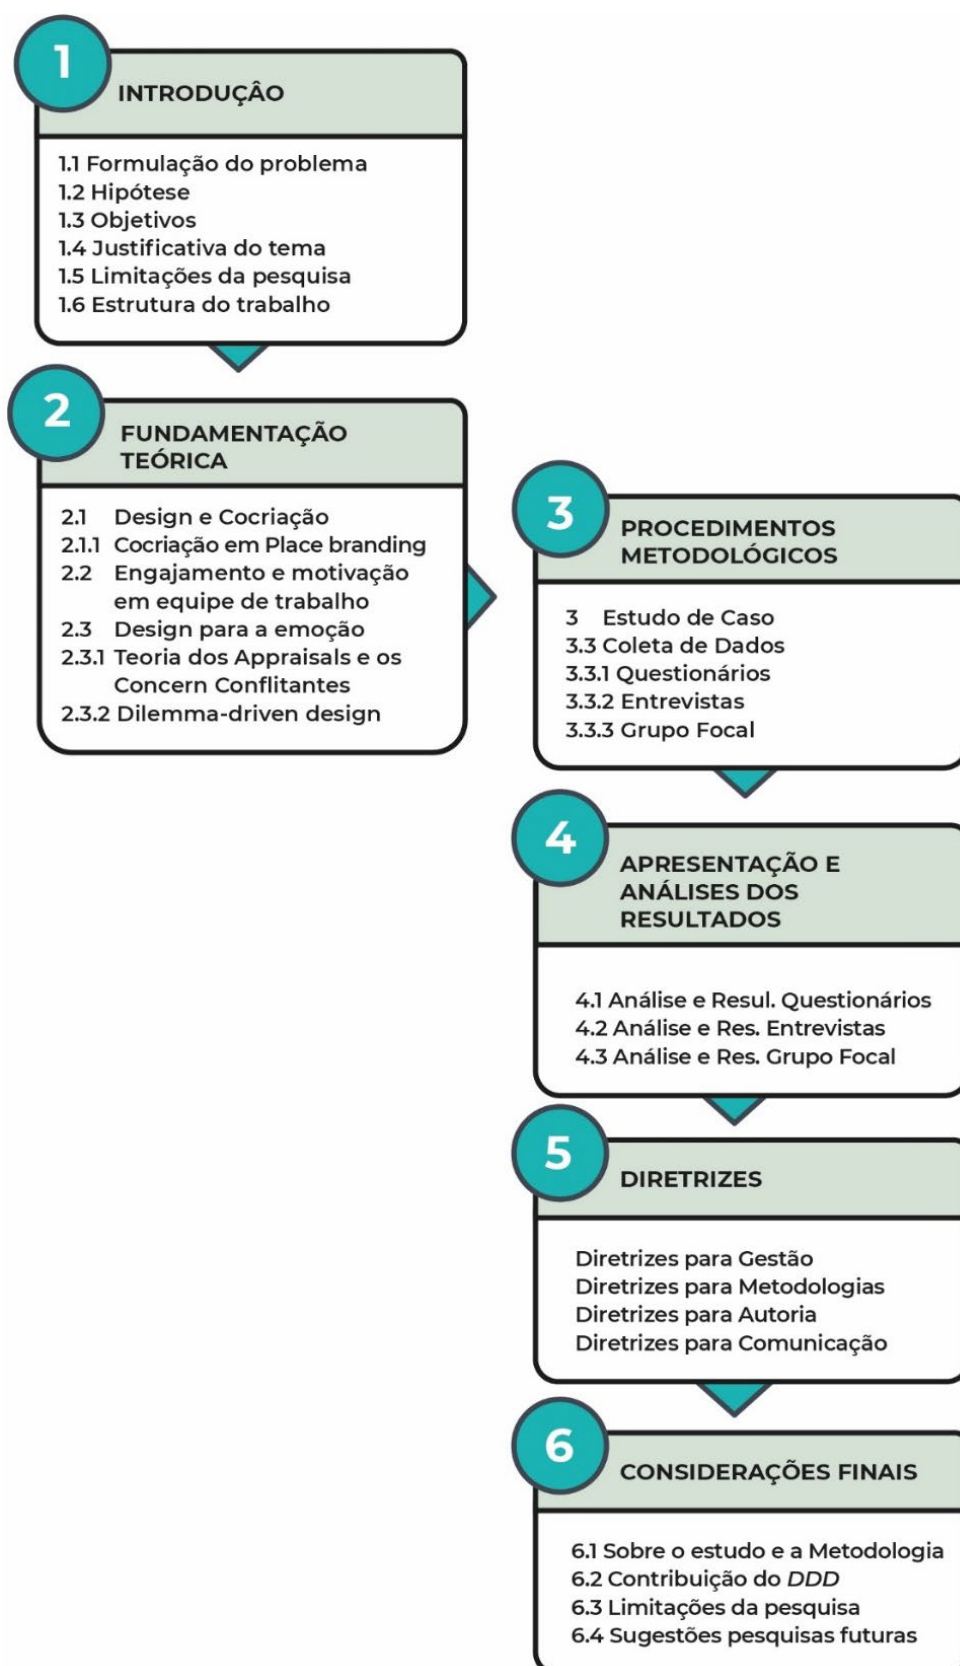 1
INTRODUÇÂO
1.1 Formulação do problema
1.2 Hipótese
1.3 Objetivos
1.4 Justificativa do tema
1.5 Limitações da pesquisa
1.6 Estrutura do trabalho
2
FUNDAMENTAÇÃO
TEÓRICA
2.1 Design e Cocriação
2.1.1 Cocriação em Place branding
2.2 Engajamento e motivação
em equipe de trabalho
2.3 Design para a emoção
2.3.1 Teoria dos Appraisals e os
Concern Conflitantes
2.3.2 Dilemma-driven design
3
PROCEDIMENTOS
METODOLÓGICOS
3 Estudo de Caso
3.3 Coleta de Dados
3.3.1 Questionários
3.3.2 Entrevistas
3.3.3 Grupo Focal
4
APRESENTAÇÃO E
ANÁLISES DOS
RESULTADOS
4.1 Análise e Resul. Questionários
4.2 Análise e Res. Entrevistas
4.3 Análise e Res. Grupo Focal
5
DIRETRIZES
Diretrizes para Gestão
Diretrizes para Metodologias
Diretrizes para Autoria
Diretrizes para Comunicação
6
CONSIDERAÇÕES FINAIS
6.1 Sobre o estudo e a Metodologia
6.2 Contribuição do DDD
6.3 Limitações da pesquisa
6.4 Sugestões pesquisas futuras